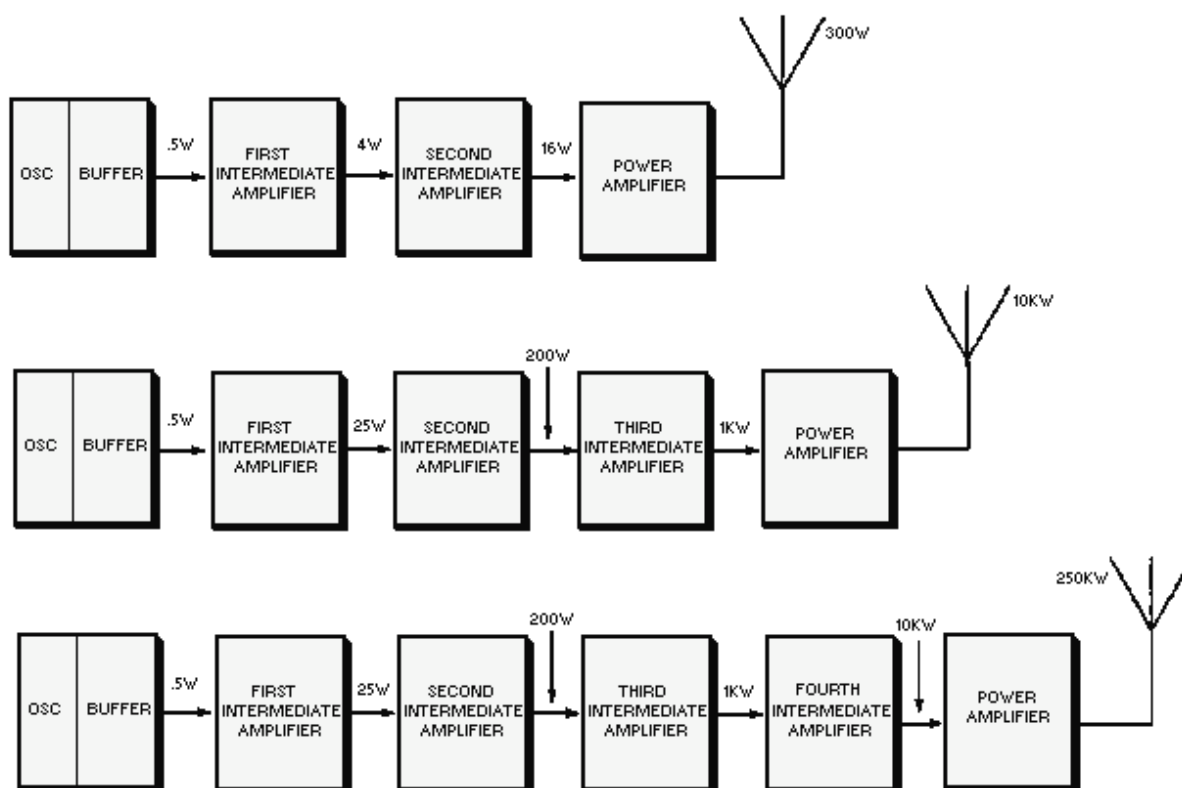 300W
OSC
BUFFER
.5W
FIRST
INTERMEDIATE
AMPLIFIER
4W
SECOND
INTERMEDIATE
AMPLIFIER
16W
POWER
AMPLIFIER
10KW
OSC
BUFFER
.5W
FIRST
INTERMEDIATE
AMPLIFIER
25W
SECOND
INTERMEDIATE
AMPLIFIER
200W
THIRD
INTERMEDIATE
AMPLIFIER
1KW
POWER
AMPLIFIER
250KW
OSC
BUFFER
.5W
FIRST
INTERMEDIATE
AMPLIFIER
25W
SECOND
INTERMEDIATE
AMPLIFIER
200W
THIRD
INTERMEDIATE
AMPLIFIER
1KW
FOURTH
INTERMEDIATE
AMPLIFIER
10KW
POWER
AMPLIFIER